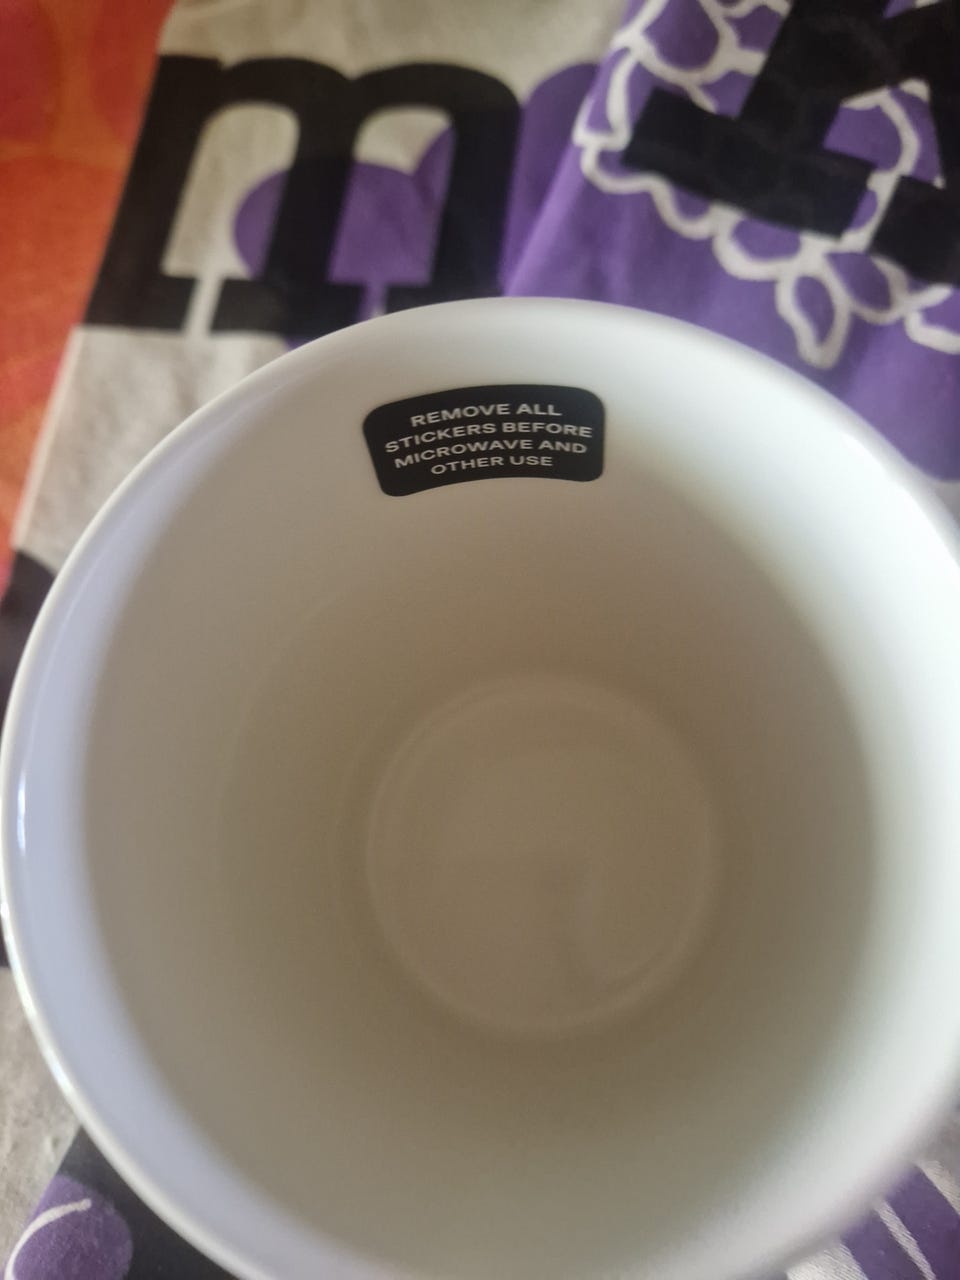 m
REMOVE ALL
STICKERS BEFORE
MICROWAVE AND
OTHER USE